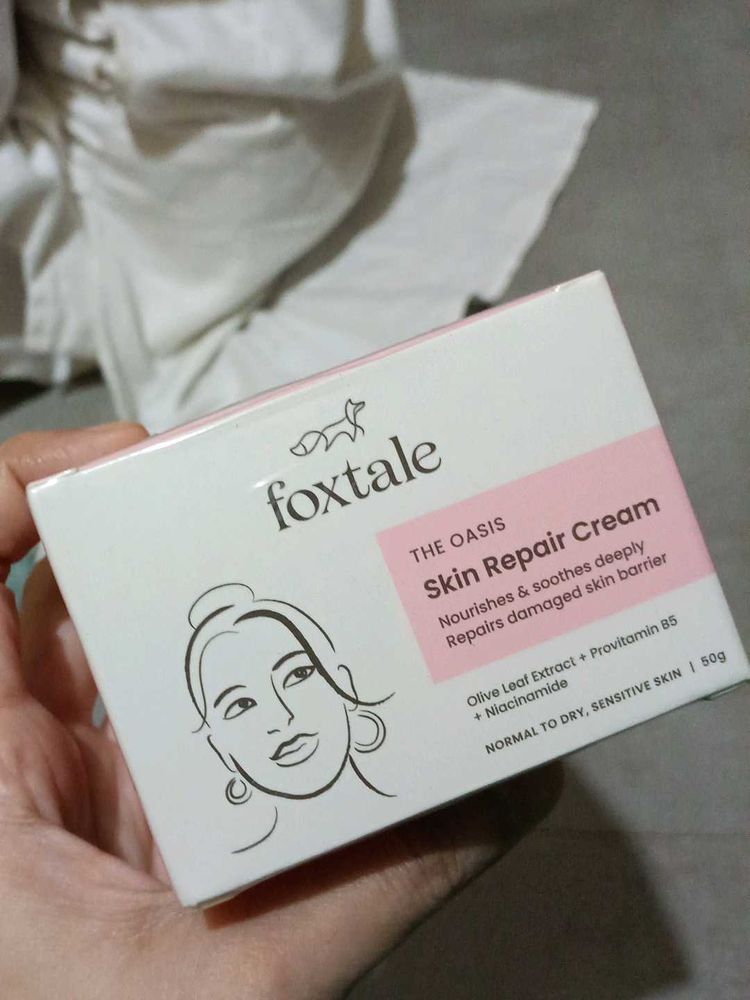 foxtale
THE OASIS
Skin Repair Cream
Nourishes & soothes deeply
Repairs damaged skin barrier
Olive Leaf Extract + Provitamin B5
+ Niacinamide
NORMAL TO DRY, SENSITIVE SKIN | 50g